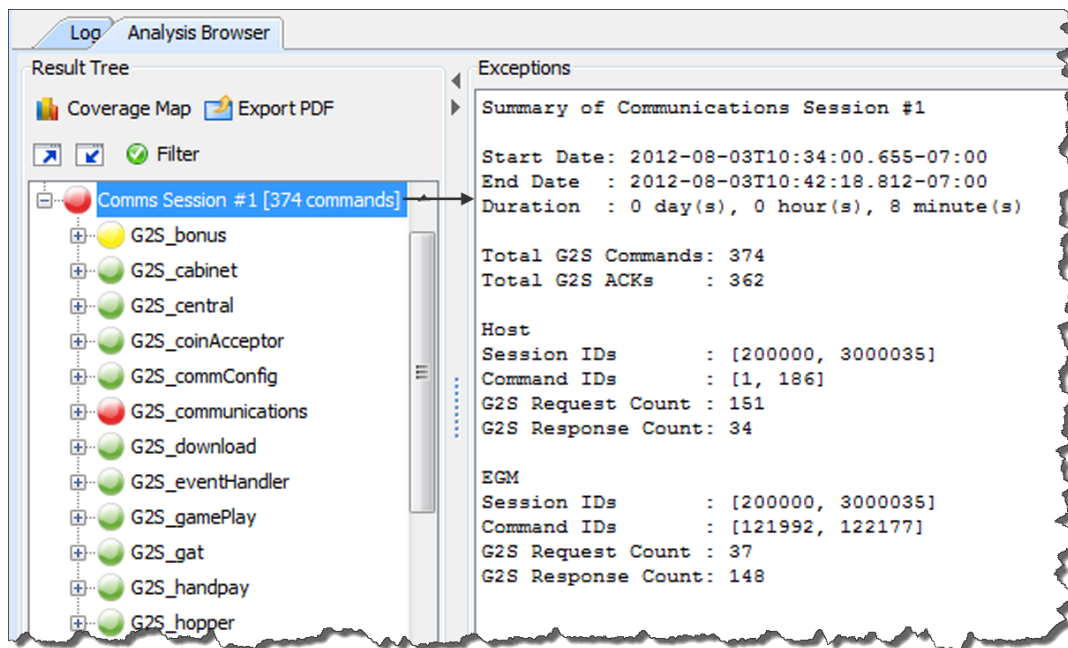 Log
Analysis Browser
Result Tree
Coverage Map
Export PDF
Filter
Comms Session #1 [374 commands]
G2S_bonus
G2S_cabinet
G2S_central
G2S_coinAcceptor
G2S_commConfig
G2S_communications
G2S_download
G2S_eventHandler
G2S_gamePlay
G2S_gat
G2S_handpay
G2S_hopper
Exceptions
Summary of Communications Session #1
Start Date: 2012-08-03T10:34:00.655-07:00
End Date  : 2012-08-03T10:42:18.812-07:00
Duration  : 0 day(s), 0 hour(s), 8 minute(s)
Total G2S Commands: 374
Total G2S ACKs    : 362
Host
Session IDs       : [200000, 3000035]
Command IDs       : [1, 186]
G2S Request Count : 151
G2S Response Count: 34
EGM
Session IDs       : [200000, 3000035]
Command IDs       : [121992, 122177]
G2S Request Count : 37
G2S Response Count: 148